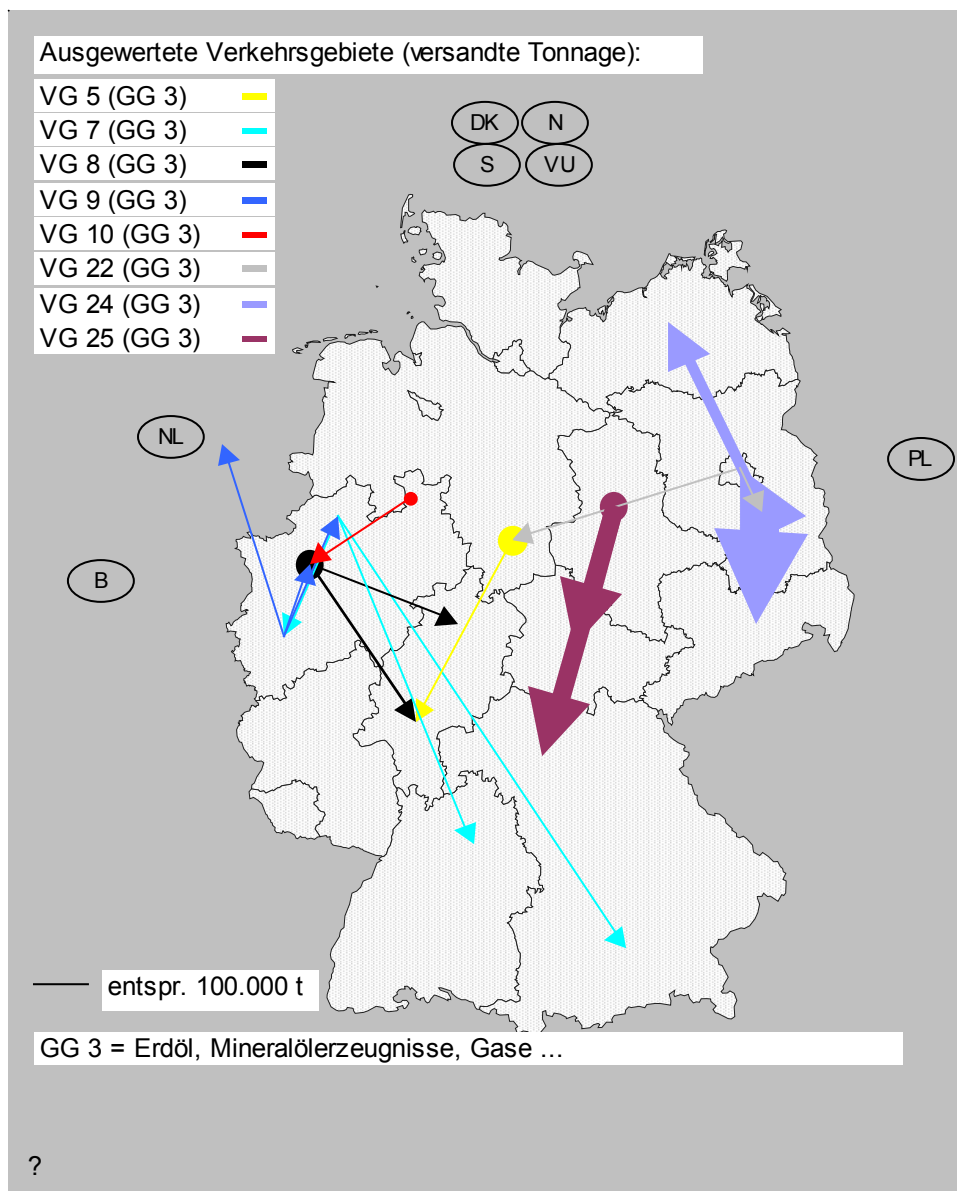 Ausgewertete Verkehrsgebiete (versandte Tonnage):
VG 5 (GG 3)
VG 7 (GG 3)
VG 8 (GG 3)
VG 9 (GG 3)
VG 10 (GG 3)
VG 22 (GG 3)
VG 24 (GG 3)
VG 25 (GG 3)
DK N
S VU
NL
PL
B
entspr. 100.000 t
GG 3 = Erdöl, Mineralölerzeugnisse, Gase ...
?